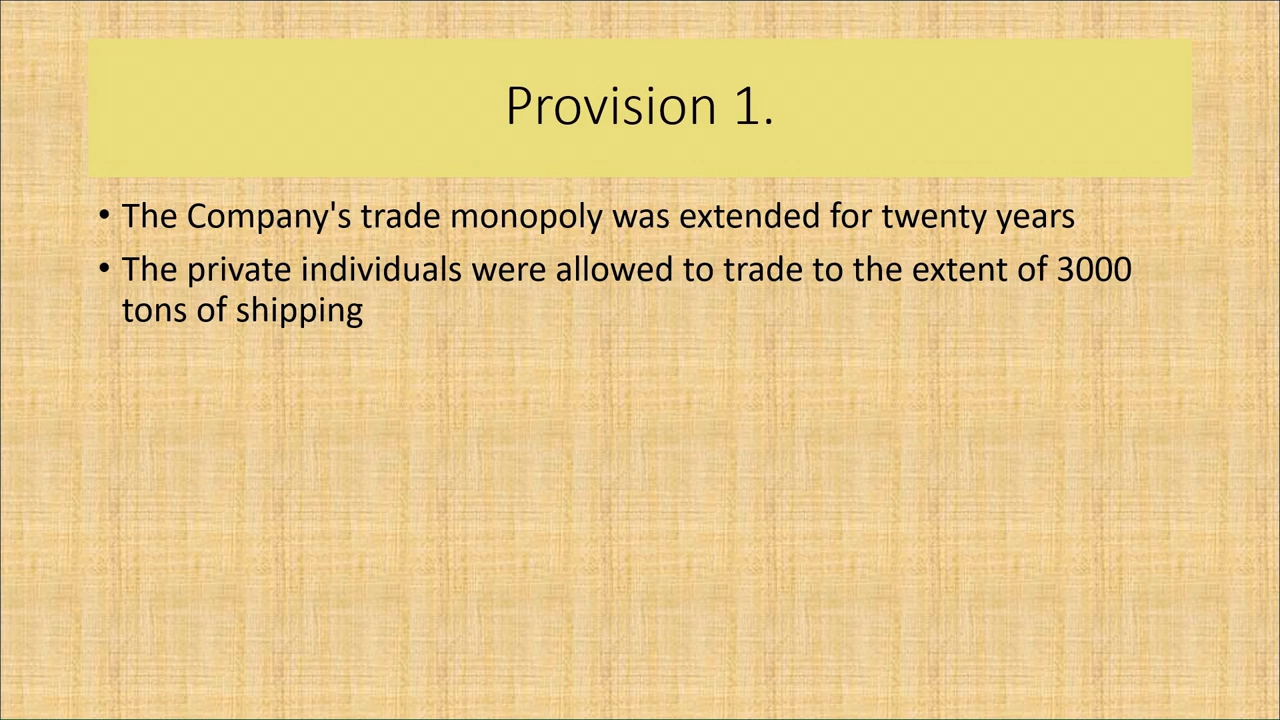 Provision 1.
• The Company's trade monopoly was extended for twenty years
• The private individuals were allowed to trade to the extent of 3000
tons of shipping